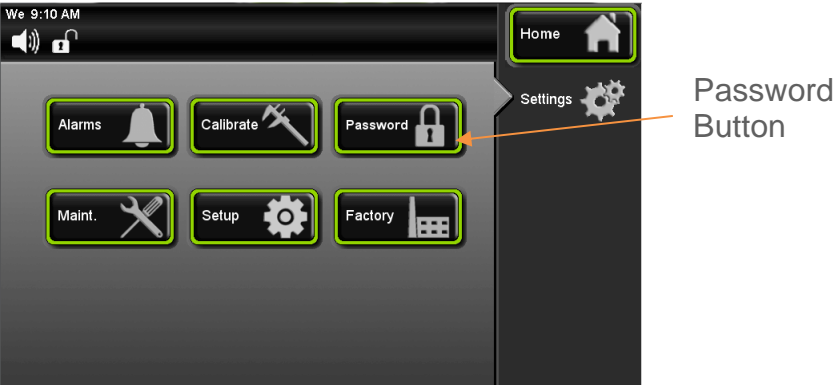 We 9:10 AM
Home
Settings
Alarms
Calibrate
Password
Maint.
Setup
Factory
Password
Button